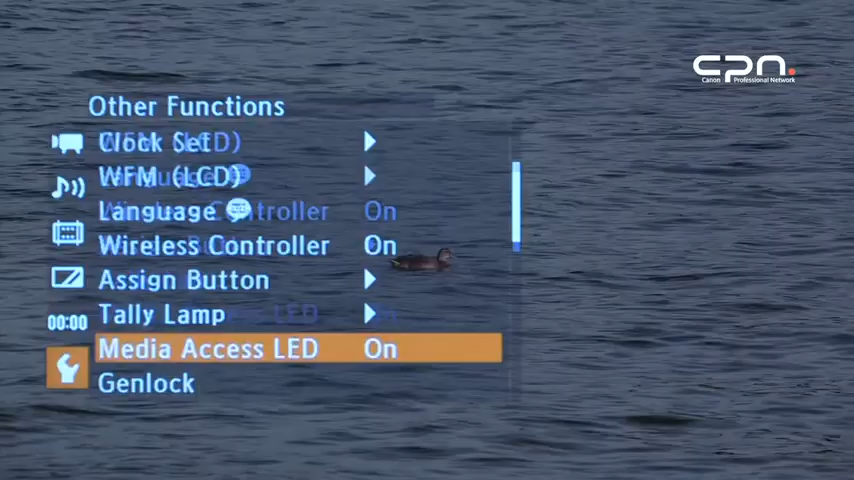 cpn.
Canon Professional Network
Other Functions
Clock Set
WFM (LCD)
Language
Wireless Controller On
Assign Button
Tally Lamp
00:00
Media Access LED On
Genlock